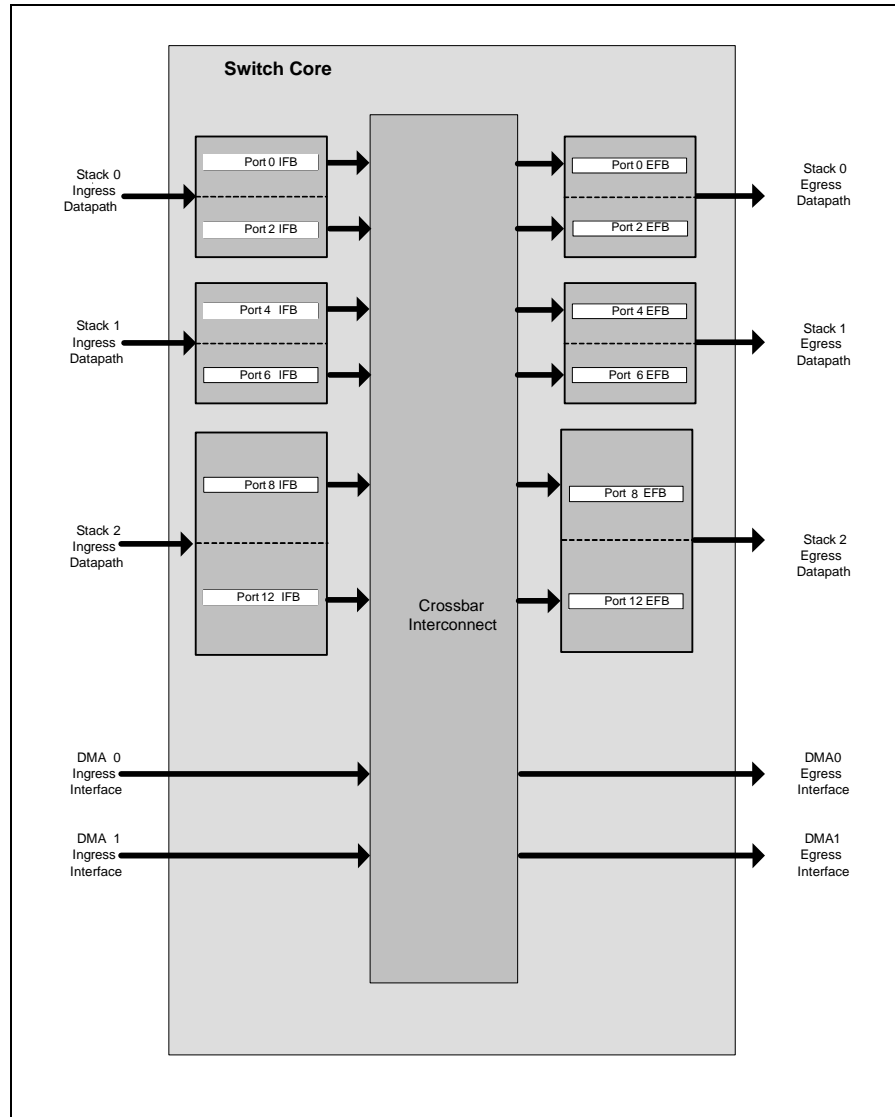 Switch Core
Stack 0
Ingress
Datapath
Port 0 IFB
Port 2 IFB
Port 0 EFB
Port 2 EFB
Stack 0
Egress
Datapath
Stack 1
Ingress
Datapath
Port 4 IFB
Port 6 IFB
Port 4 EFB
Port 6 EFB
Stack 1
Egress
Datapath
Stack 2
Ingress
Datapath
Port 8 IFB
Port 12 IFB
Crossbar
Interconnect
Port 8 EFB
Port 12 EFB
Stack 2
Egress
Datapath
DMA 0
Ingress
Interface
DMA0
Egress
Interface
DMA 1
Ingress
Interface
DMA1
Egress
Interface